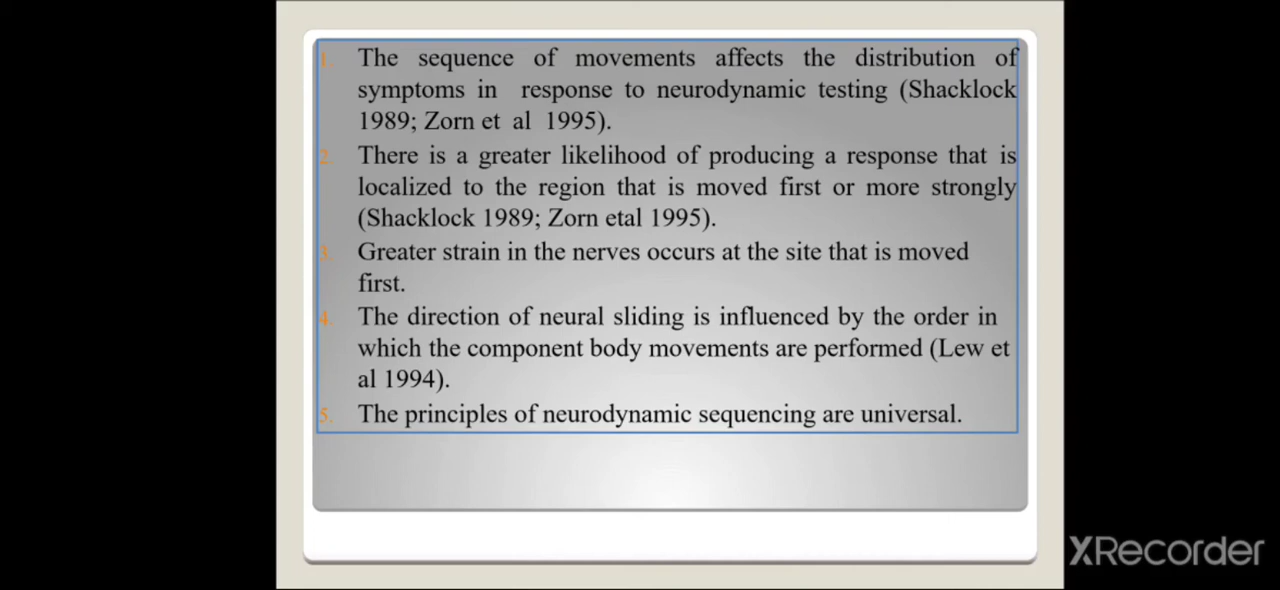 1. The sequence of movements affects the distribution of
symptoms in response to neurodynamic testing (Shacklock
1989; Zorn et al 1995).
2. There is a greater likelihood of producing a response that is
localized to the region that is moved first or more strongly
(Shacklock 1989; Zorn etal 1995).
3. Greater strain in the nerves occurs at the site that is moved
first.
4. The direction of neural sliding is influenced by the order in
which the component body movements are performed (Lew et
al 1994).
5. The principles of neurodynamic sequencing are universal.
XRecorder